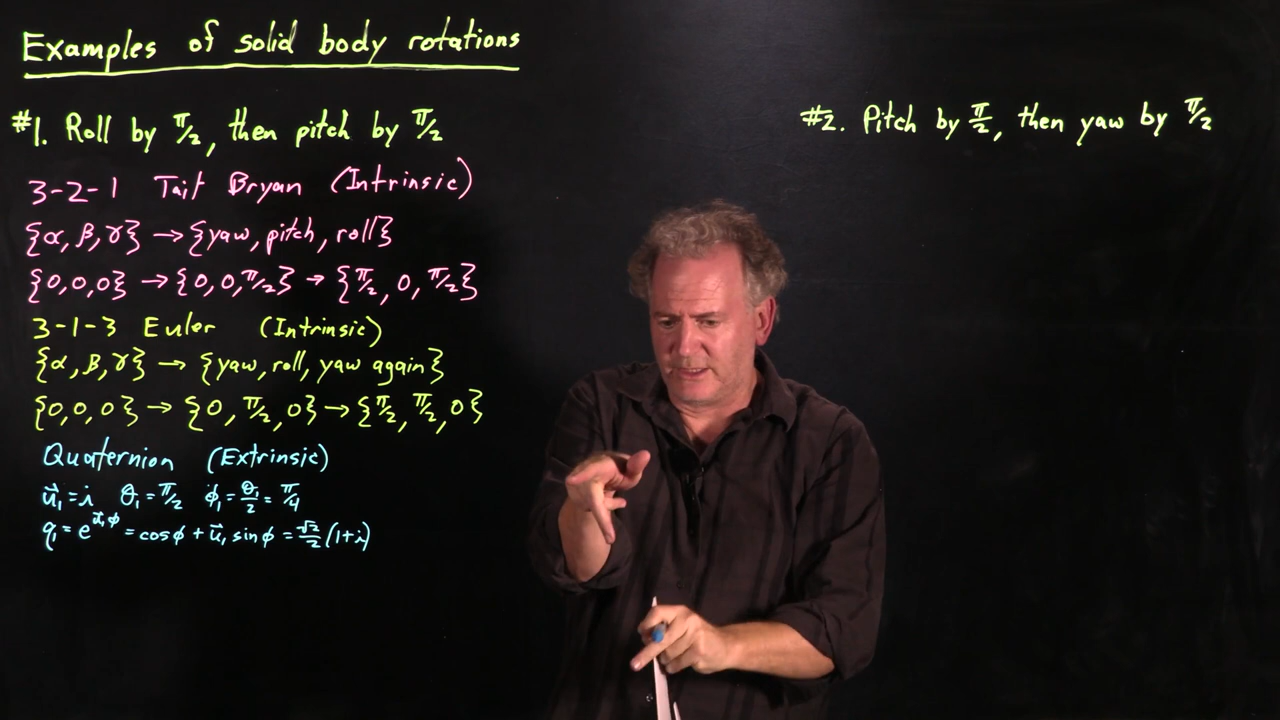 Examples of solid body rotations
#1. Roll by π/2, then pitch by π/2
3-2-1 Tait Bryan (Intrinsic)
{α, β, γ} → {yaw, pitch, roll}
{0,0,0} → {0,0,π/2} → {π/2, 0, π/2}
3-1-3 Euler (Intrinsic)
{α, β, γ} → {yaw, roll, yaw again}
{0,0,0} → {0, π/2, 0} → {π/2, π/2, 0}
Quaternion (Extrinsic)
u⃗₁ = i θ₁ = π/2 ϕ₁ = θ₁/2 = π/4
q₁ = e^{u⃗₁ϕ} = cosϕ + u⃗₁ sinϕ = √2/2 (1+i)
#2. Pitch by π/2, then yaw by π/2